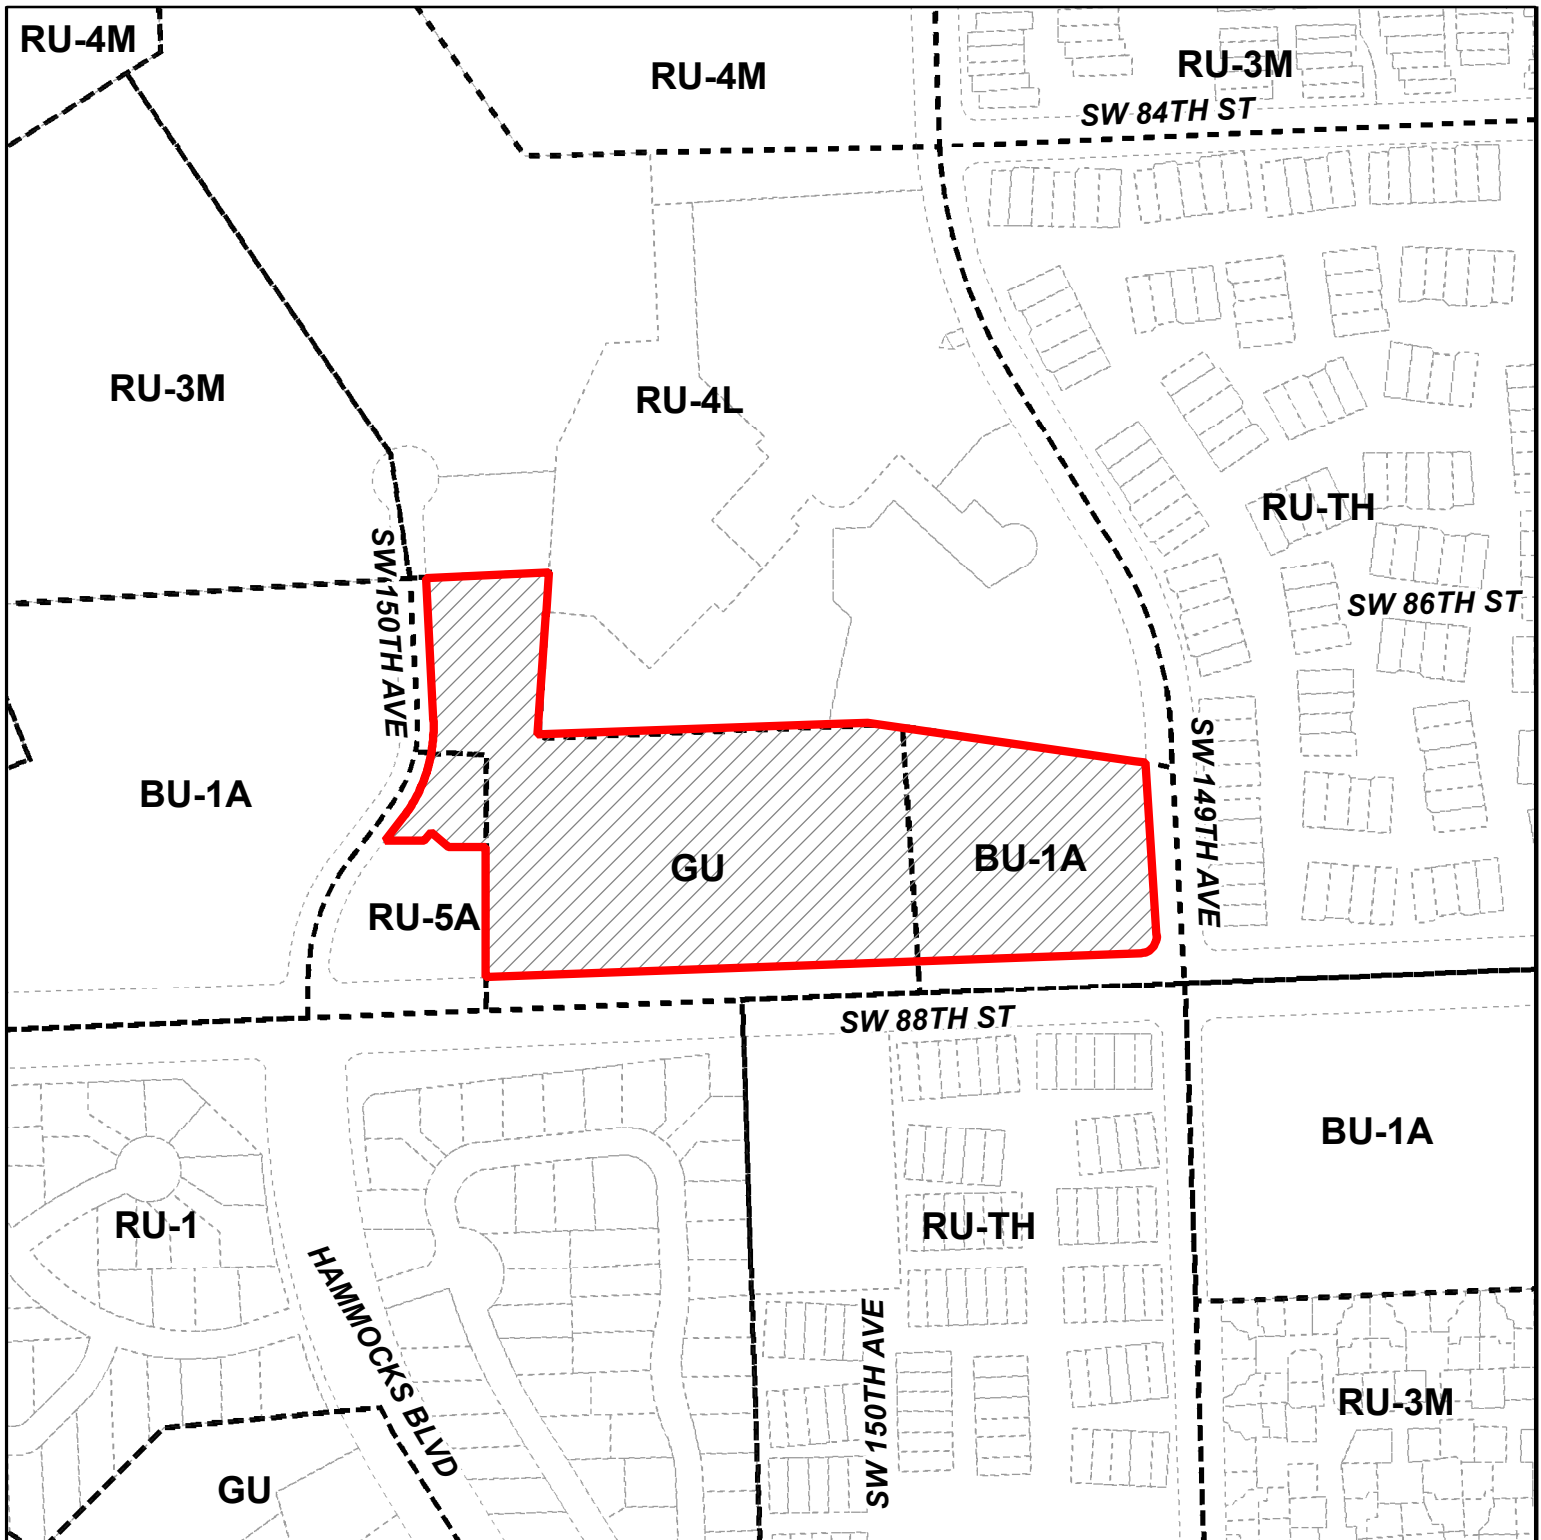 RU-4M
RU-4M
RU-3M
SW 84TH ST
RU-3M
RU-4L
RU-TH
SW 150TH AVE
SW 86TH ST
BU-1A
SW 149TH AVE
GU
BU-1A
RU-5A
SW 88TH ST
BU-1A
RU-1
RU-TH
HAMMOCKS BLVD
SW 150TH AVE
RU-3M
GU